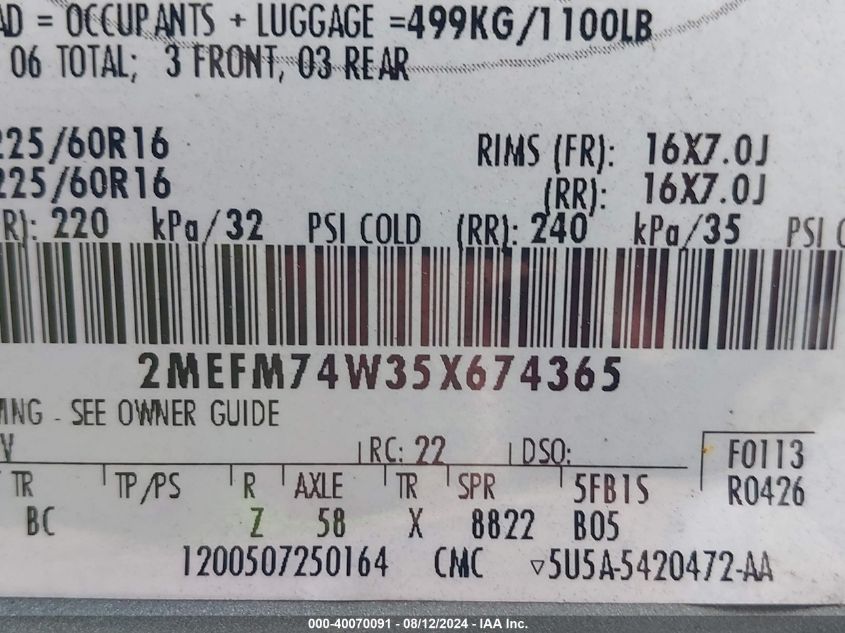 AD = OCCUPANTS + LUGGAGE =499KG/1100LB
06 TOTAL; 3 FRONT, 03 REAR
225/60R16 RIMS (FR): 16X7.0J
225/60R16 (RR): 16X7.0J
R): 220 kPa/32 PSI COLD (RR): 240 kPa/35 PSI C
2MEFM74W35X674365
ING - SEE OWNER GUIDE
V RC: 22 DSO: F0113
TR TP/PS R AXLE TR SPR 5FB1S R0426
BC Z 58 X 8822 B05
1200507250164 CMC ▿5U5A-5420472-AA
000-40070091 - 08/12/2024 - IAA Inc.